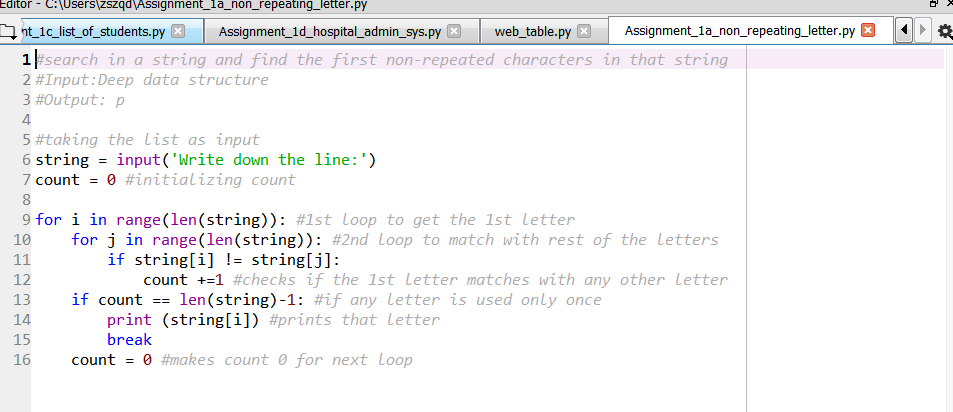 Editor - C:\Users\zszqd\Assignment_1a_non_repeating_letter.py
nt_1c_list_of_students.py Assignment_1d_hospital_admin_sys.py web_table.py Assignment_1a_non_repeating_letter.py
1 #search in a string and find the first non-repeated characters in that string
2 #Input:Deep data structure
3 #Output: p
4
5 #taking the list as input
6 string = input('Write down the line:')
7 count = 0 #initializing count
8
9 for i in range(len(string)): #1st loop to get the 1st letter
10     for j in range(len(string)): #2nd loop to match with rest of the letters
11         if string[i] != string[j]:
12             count +=1 #checks if the 1st letter matches with any other letter
13     if count == len(string)-1: #if any letter is used only once
14         print (string[i]) #prints that letter
15         break
16     count = 0 #makes count 0 for next loop